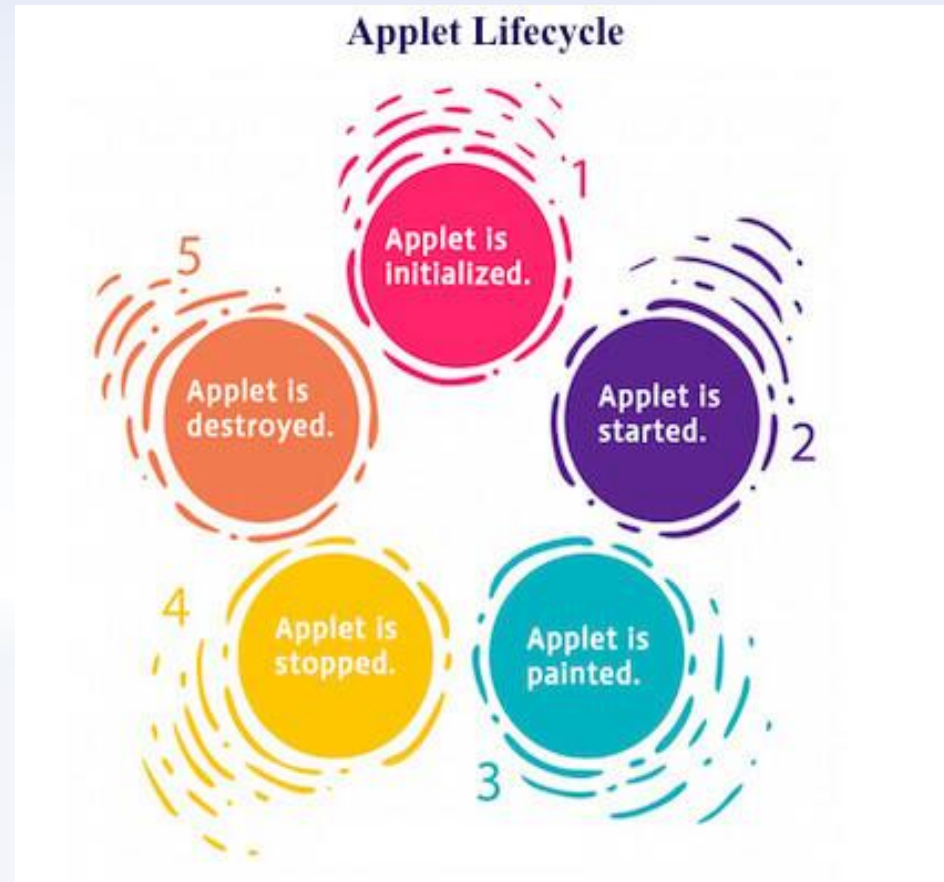 Applet Lifecycle
1
Applet is
initialized.
2
Applet is
started.
3
Applet is
painted.
4
Applet is
stopped.
5
Applet is
destroyed.